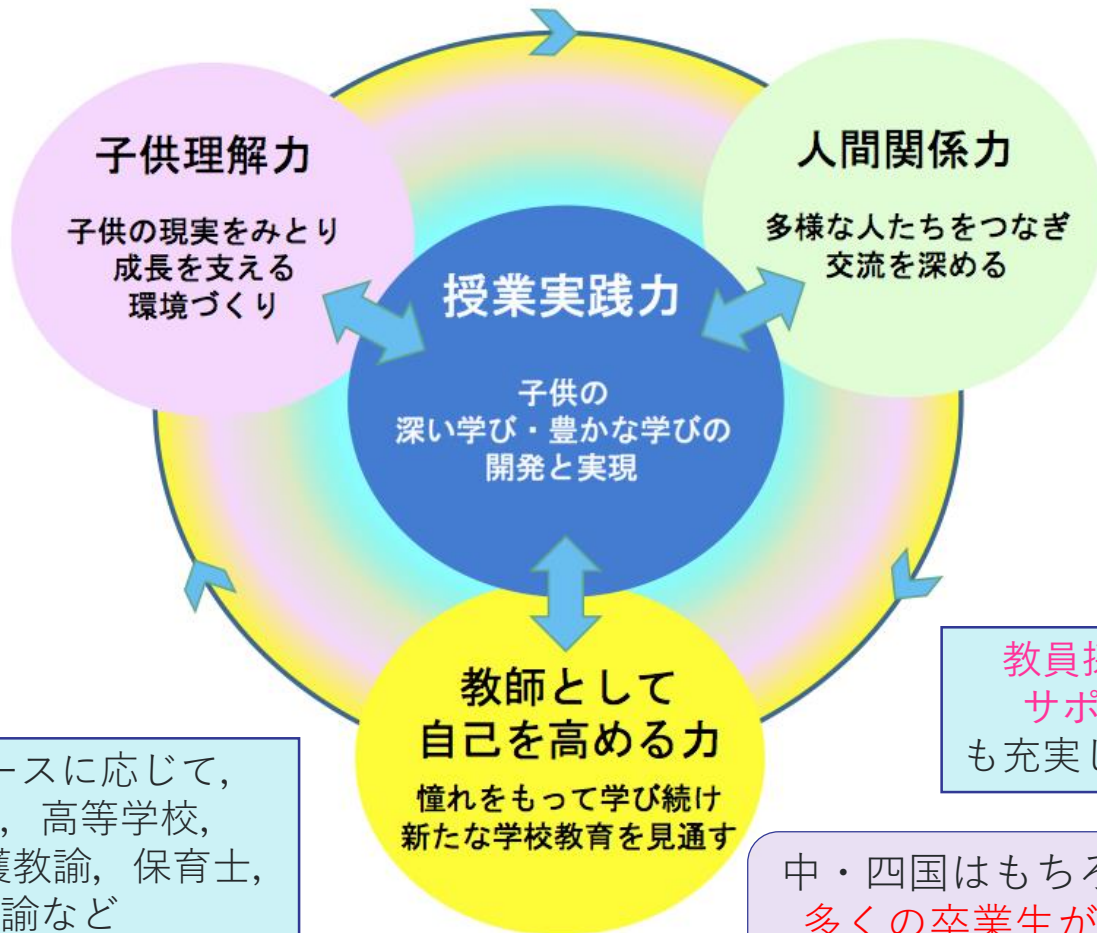 子供理解力
子供の現実をみとり
成長を支える
環境づくり
人間関係力
多様な人たちをつなぎ
交流を深める
授業実践力
子供の
深い学び・豊かな学びの
開発と実現
教師として
自己を高める力
憧れをもって学び続け
新たな学校教育を見通す
ースに応じて,
, 高等学校,
護教諭, 保育士,
諭など
教員採
サポ
も充実し
中・四国はもちろ
多くの卒業生が